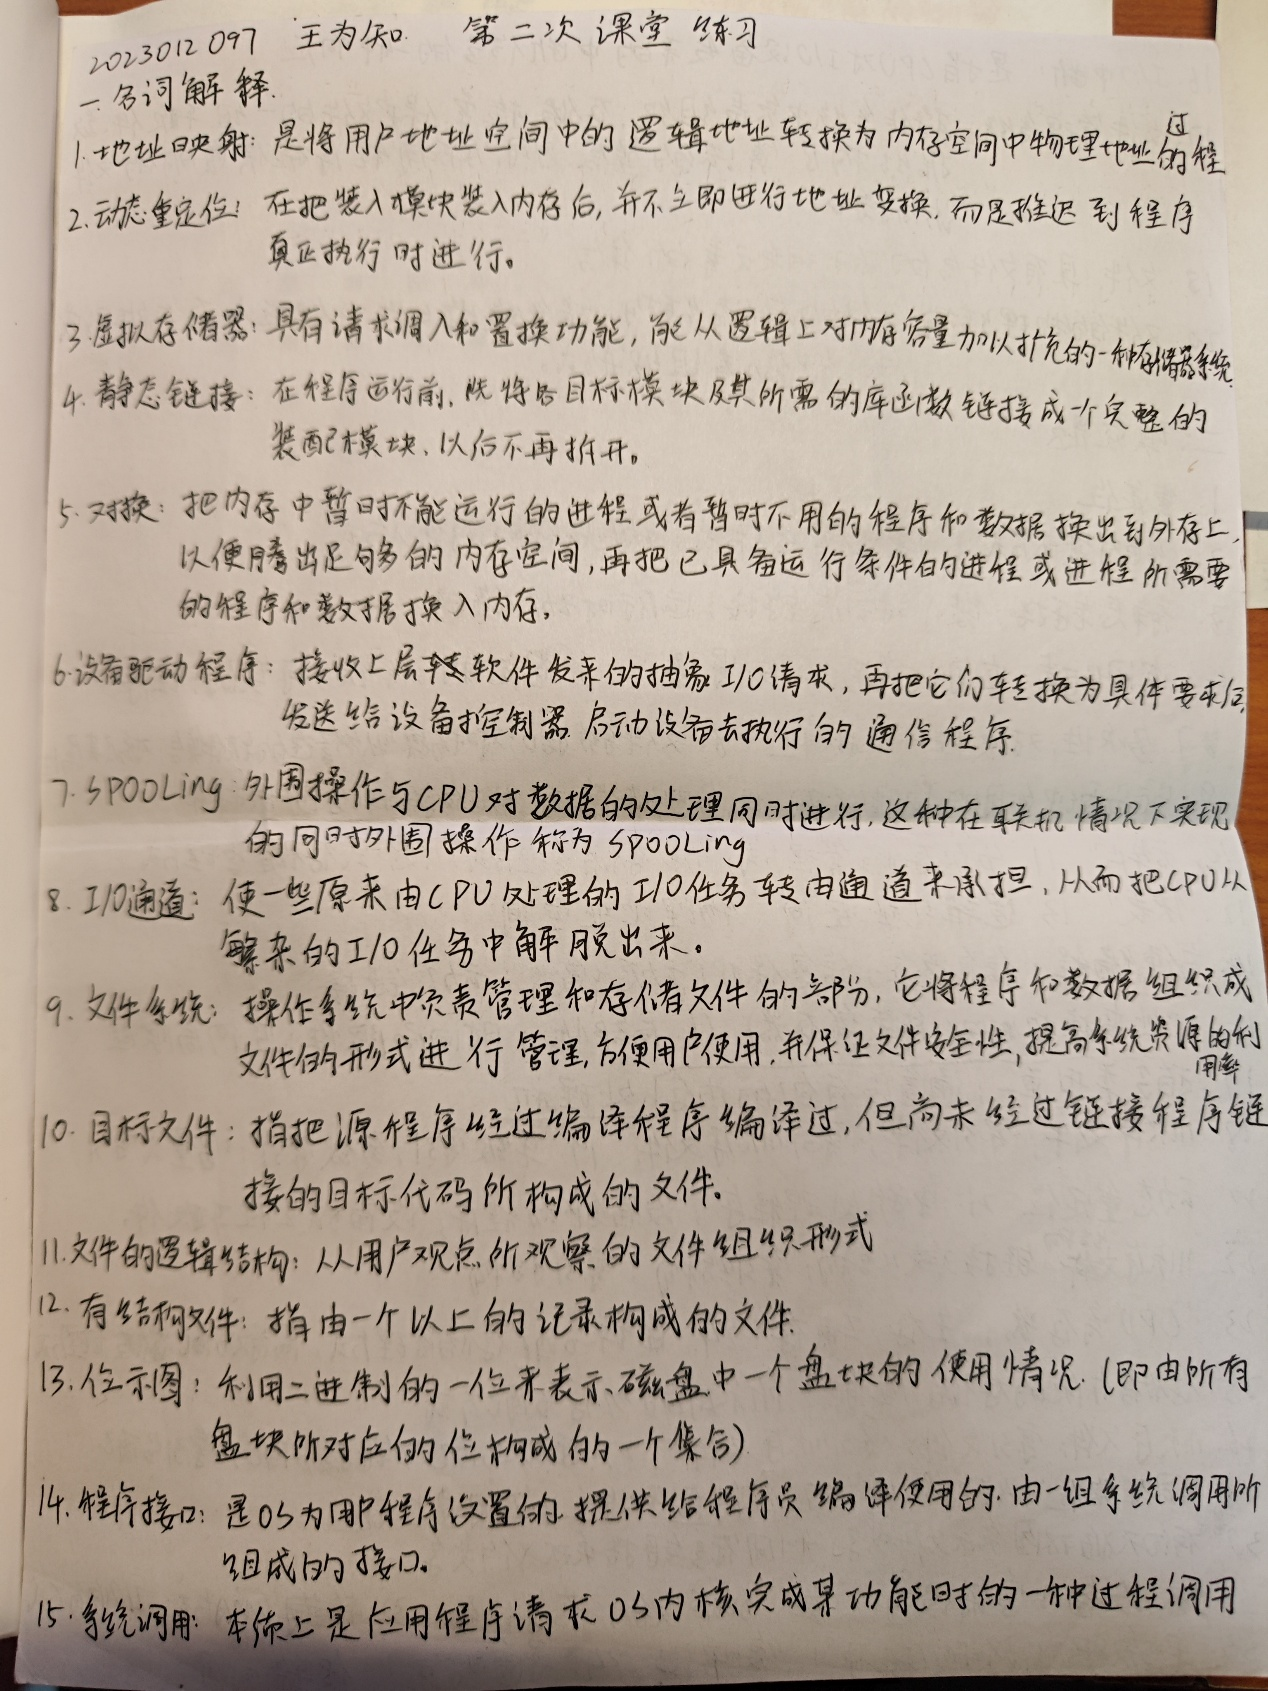 2023012097 王为知. 第二次课堂练习
一.名词解释.
1.地址映射: 是将用户地址空间中的逻辑地址转换为内存空间中物理地址的过程
2.动态重定位: 在把装入模块装入内存后,并不立即进行地址变换.而是推迟到程序
真正执行时进行。
3.虚拟存储器: 具有请求调入和置换功能,能从逻辑上对内存容量加以扩充的一种存储器系统.
4.静态链接: 在程序运行前,先将各目标模块及其所需的库函数链接成一个完整的
装配模块、以后不再拆开。
5.对换: 把内存中暂时不能运行的进程或者暂时不用的程序和数据换出到外存上,
以便腾出足够多的内存空间,再把已具备运行条件的进程或进程所需要
的程序和数据换入内存.
6.设备驱动程序: 接收上层软件发来的抽象I/O请求,再把它们转换为具体要求后,
发送给设备控制器.启动设备去执行的通信程序.
7.SPOOLing: 外围操作与CPU对数据的处理同时进行,这种在联机情况下实现
的同时外围操作称为SPOOLing
8.I/O通道: 使一些原来由CPU处理的I/O任务转由通道来承担,从而把CPU从
繁杂的I/O任务中解脱出来。
9.文件系统: 操作系统中负责管理和存储文件的部份,它将程序和数据组织成
文件的形式进行管理,方便用户使用,并保证文件安全性,提高系统资源的利
用率
10.目标文件: 指把源程序经过编译程序编译过,但尚未经过链接程序链
接的目标代码所构成的文件。
11.文件的逻辑结构: 从用户观点所观察的文件组织形式
12.有结构文件: 指由一个以上的记录构成的文件.
13.位示图: 利用二进制的一位来表示磁盘中一个盘块的使用情况.(即由所有
盘块所对应的位构成的一个集合)
14.程序接口: 是OS为用户程序设置的.提供给程序员编译使用的.由一组系统调用所
组成的接口。
15.系统调用: 本质上是应用程序请求OS内核完成某功能时的一种过程调用